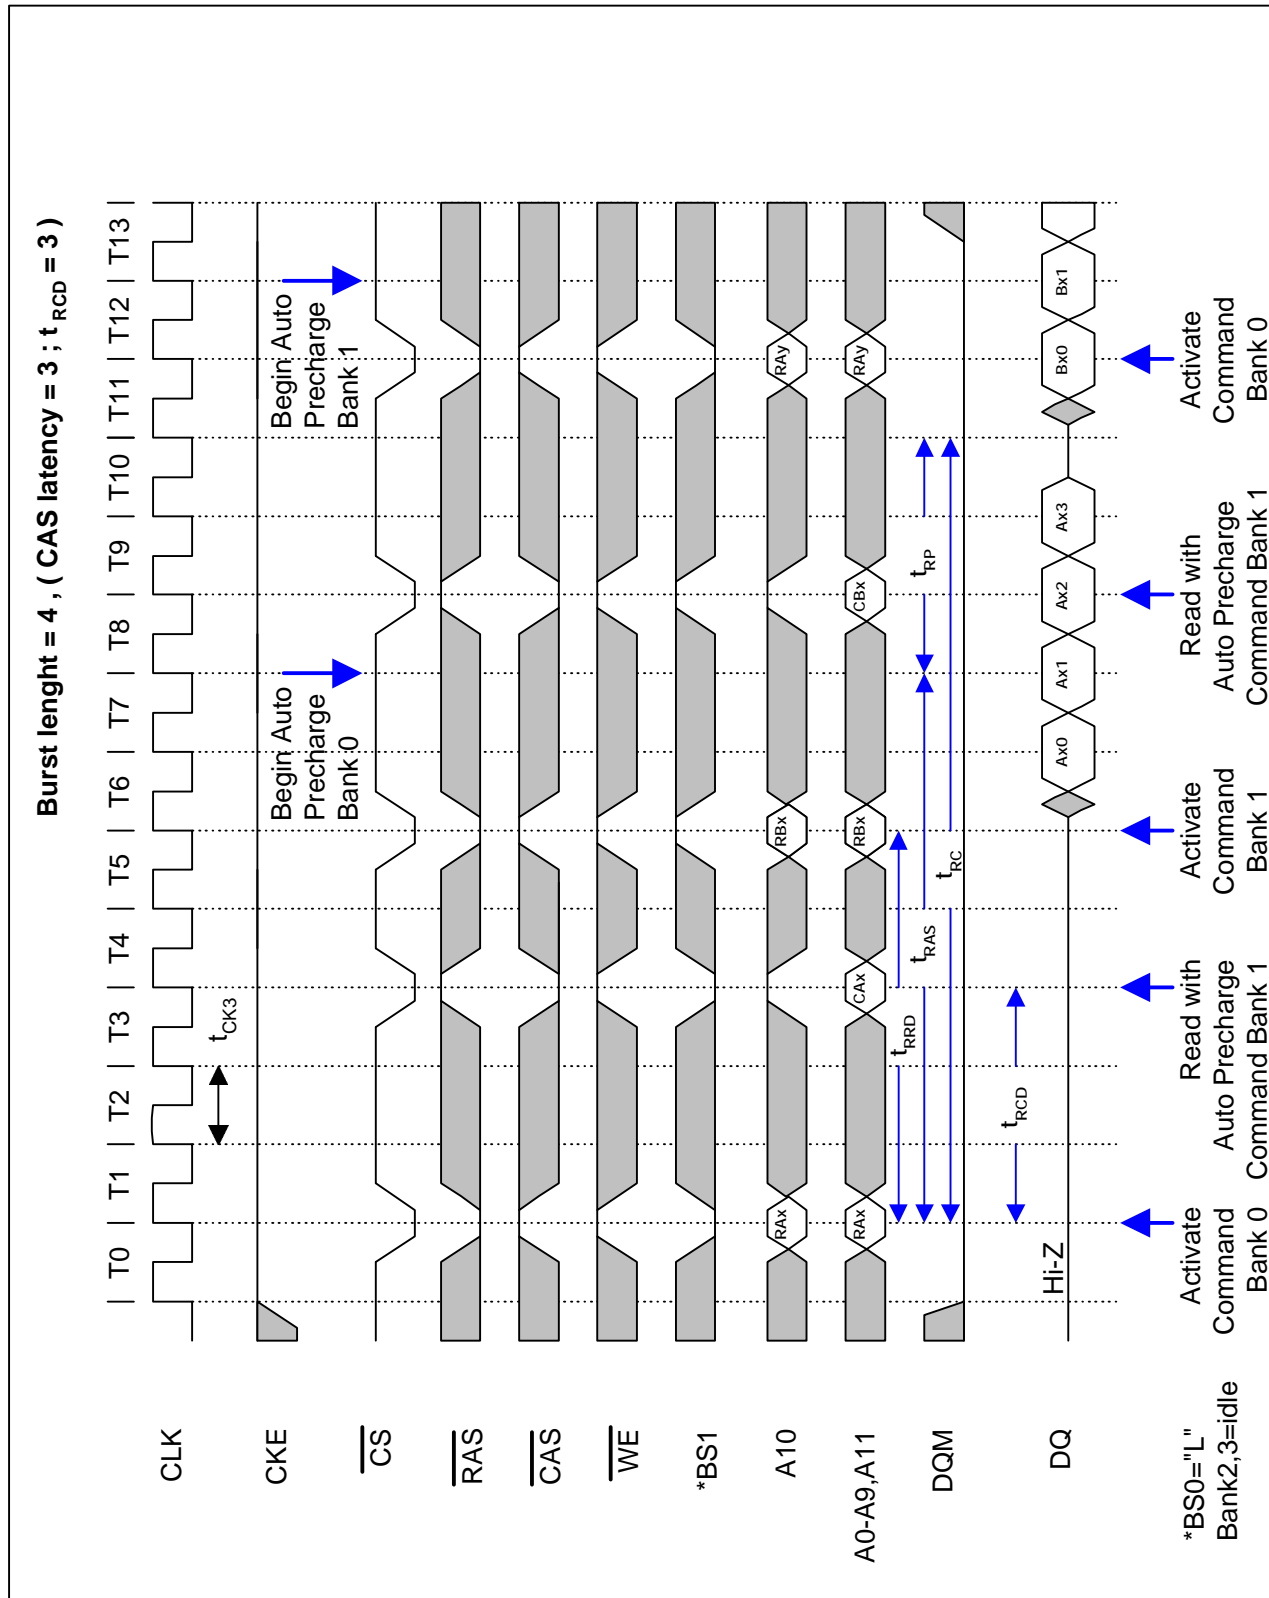 Burst lenght = 4 , ( CAS latency = 3 ; t RCD = 3 )
T0 T1 T2 T3 T4 T5 T6 T7 T8 T9 T10 T11 T12 T13
CLK
tCK3
CKE
Begin Auto
Precharge
Bank 0
Begin Auto
Precharge
Bank 1
CS
RAS
CAS
WE
*BS1
A10
RAx RBx RAy
A0-A9,A11
RAx CAx RBx CBx RAy
tRRD
tRAS
tRP
tRC
DQM
tRCD
Hi-Z
DQ
Ax0 Ax1 Ax2 Ax3 Bx0 Bx1
*BS0="L"
Bank2,3=idle
Activate
Command
Bank 0
Read with
Auto Precharge
Command Bank 1
Activate
Command
Bank 1
Read with
Auto Precharge
Command Bank 1
Activate
Command
Bank 0